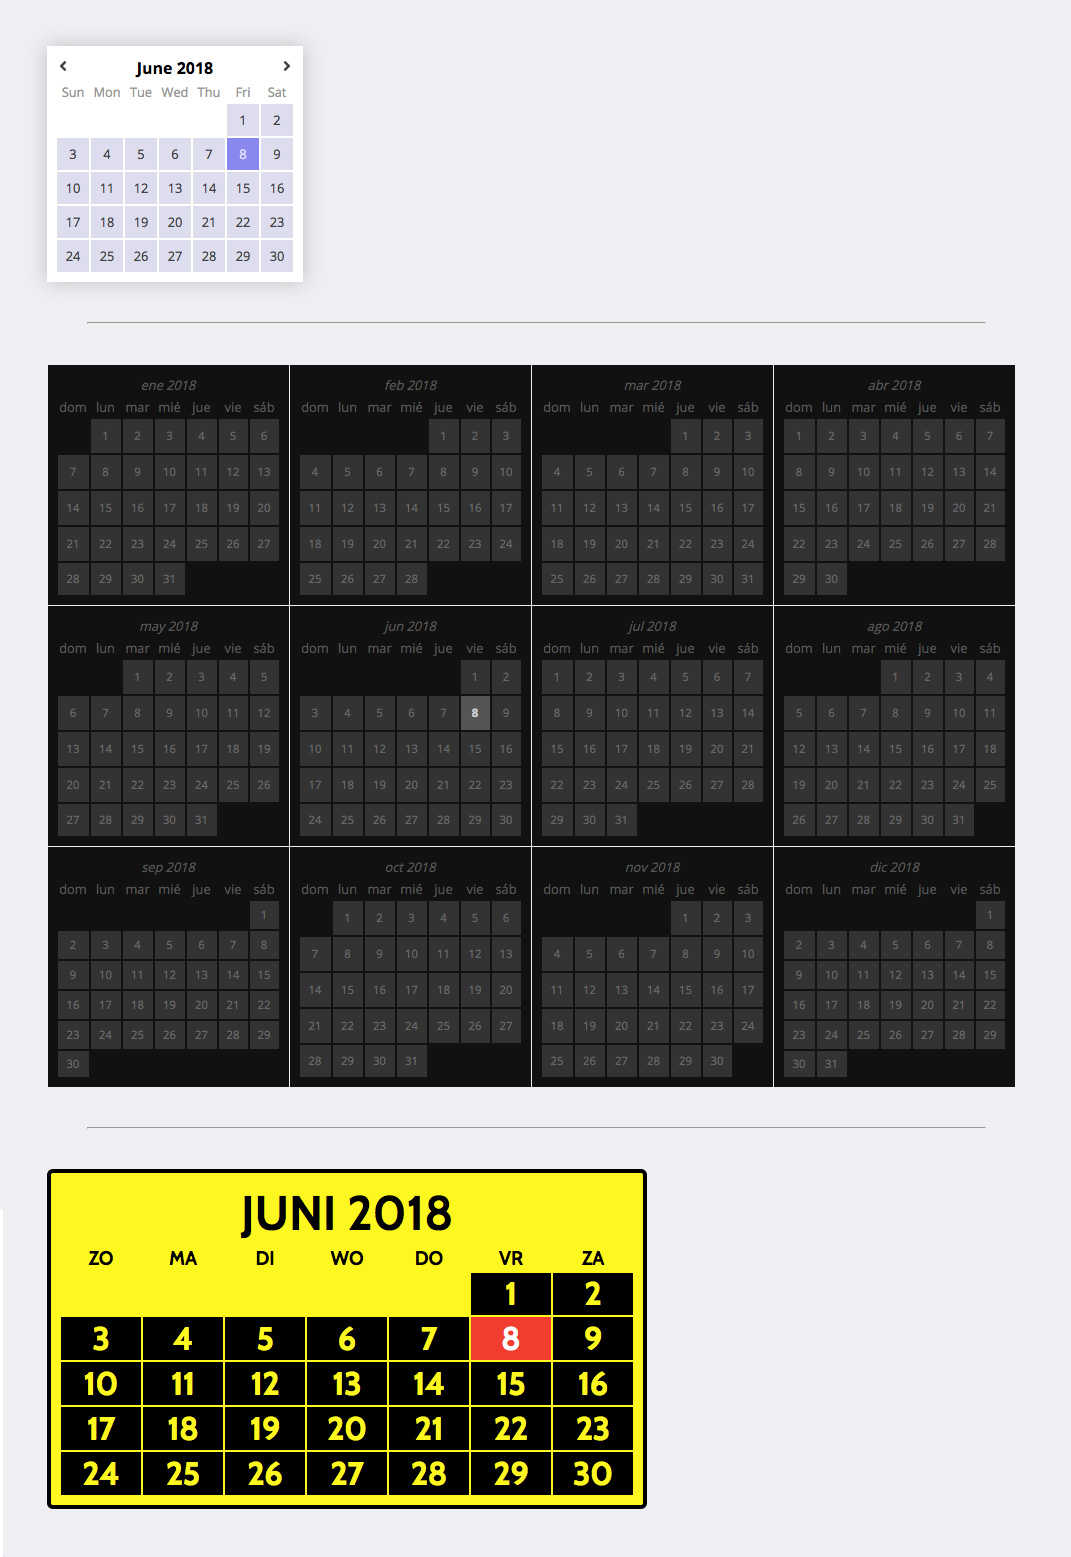 June 2018
Sun Mon Tue Wed Thu Fri Sat
1 2
3 4 5 6 7 8 9
10 11 12 13 14 15 16
17 18 19 20 21 22 23
24 25 26 27 28 29 30
ene 2018
dom lun mar mié jue vie sáb
1 2 3 4 5 6
7 8 9 10 11 12 13
14 15 16 17 18 19 20
21 22 23 24 25 26 27
28 29 30 31
feb 2018
dom lun mar mié jue vie sáb
1 2 3
4 5 6 7 8 9 10
11 12 13 14 15 16 17
18 19 20 21 22 23 24
25 26 27 28
mar 2018
dom lun mar mié jue vie sáb
1 2 3
4 5 6 7 8 9 10
11 12 13 14 15 16 17
18 19 20 21 22 23 24
25 26 27 28 29 30 31
abr 2018
dom lun mar mié jue vie sáb
1 2 3 4 5 6 7
8 9 10 11 12 13 14
15 16 17 18 19 20 21
22 23 24 25 26 27 28
29 30
may 2018
dom lun mar mié jue vie sáb
1 2 3 4 5
6 7 8 9 10 11 12
13 14 15 16 17 18 19
20 21 22 23 24 25 26
27 28 29 30 31
jun 2018
dom lun mar mié jue vie sáb
1 2
3 4 5 6 7 8 9
10 11 12 13 14 15 16
17 18 19 20 21 22 23
24 25 26 27 28 29 30
jul 2018
dom lun mar mié jue vie sáb
1 2 3 4 5 6 7
8 9 10 11 12 13 14
15 16 17 18 19 20 21
22 23 24 25 26 27 28
29 30 31
ago 2018
dom lun mar mié jue vie sáb
1 2 3 4
5 6 7 8 9 10 11
12 13 14 15 16 17 18
19 20 21 22 23 24 25
26 27 28 29 30 31
sep 2018
dom lun mar mié jue vie sáb
1
2 3 4 5 6 7 8
9 10 11 12 13 14 15
16 17 18 19 20 21 22
23 24 25 26 27 28 29
30
oct 2018
dom lun mar mié jue vie sáb
1 2 3 4 5 6
7 8 9 10 11 12 13
14 15 16 17 18 19 20
21 22 23 24 25 26 27
28 29 30 31
nov 2018
dom lun mar mié jue vie sáb
1 2 3
4 5 6 7 8 9 10
11 12 13 14 15 16 17
18 19 20 21 22 23 24
25 26 27 28 29 30
dic 2018
dom lun mar mié jue vie sáb
1
2 3 4 5 6 7 8
9 10 11 12 13 14 15
16 17 18 19 20 21 22
23 24 25 26 27 28 29
30 31
JUNI 2018
ZO MA DI WO DO VR ZA
1 2
3 4 5 6 7 8 9
10 11 12 13 14 15 16
17 18 19 20 21 22 23
24 25 26 27 28 29 30